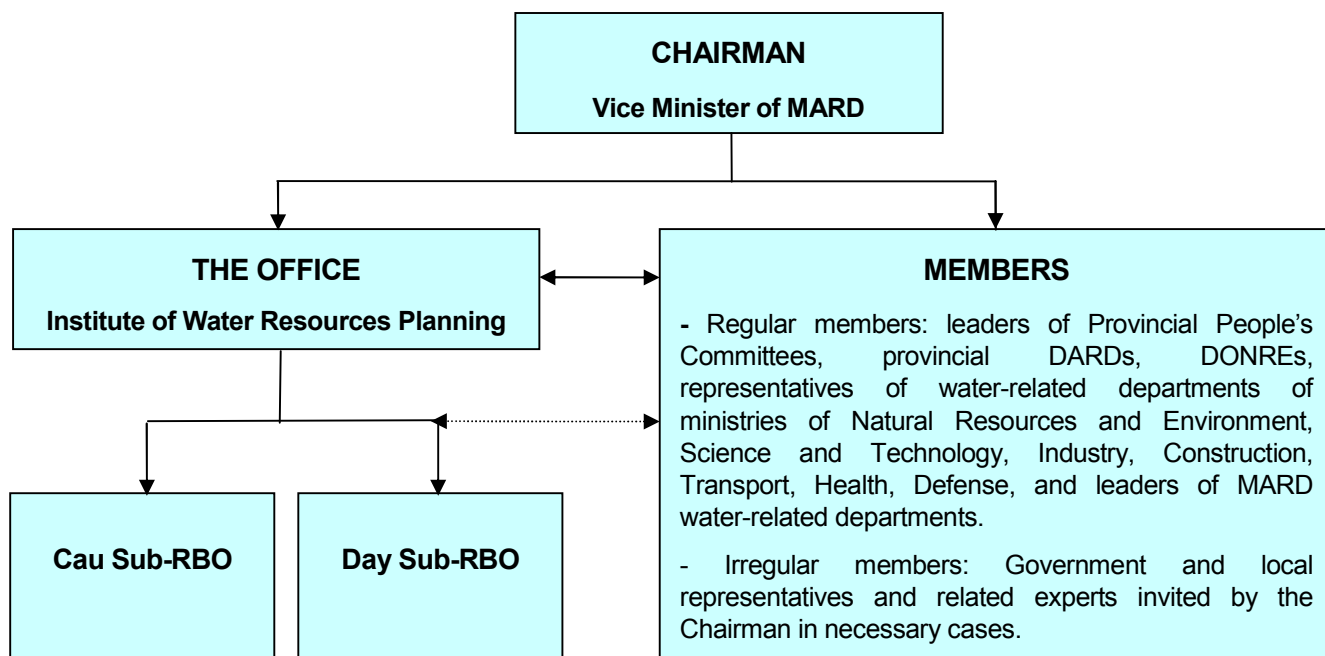 CHAIRMAN
Vice Minister of MARD
THE OFFICE
Institute of Water Resources Planning
MEMBERS
- Regular members: leaders of Provincial People's
Committees, provincial DARDs, DONREs,
representatives of water-related departments of
ministries of Natural Resources and Environment,
Science and Technology, Industry, Construction,
Transport, Health, Defense, and leaders of MARD
water-related departments.
- Irregular members: Government and local
representatives and related experts invited by the
Chairman in necessary cases.
Cau Sub-RBO
Day Sub-RBO